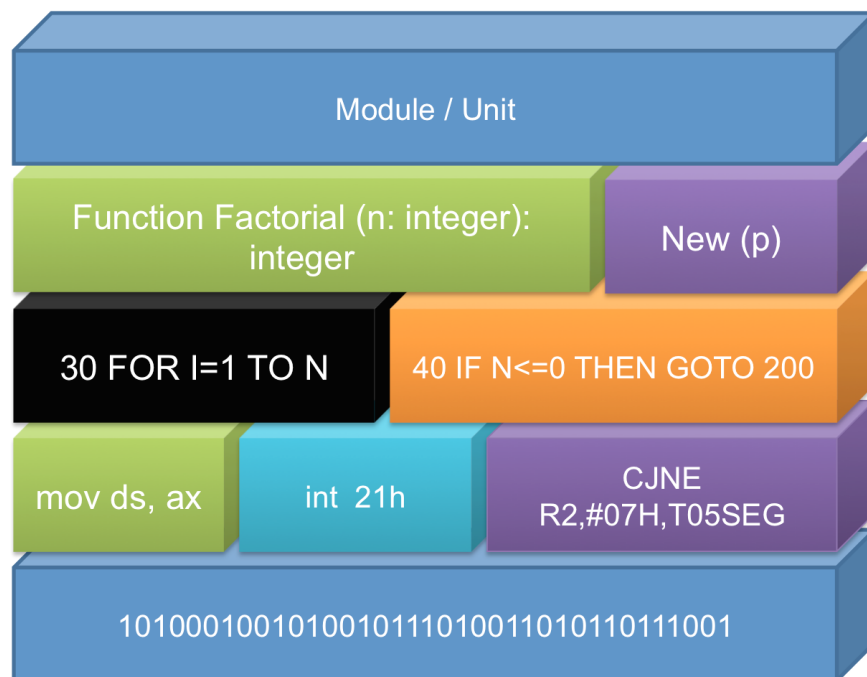 Module / Unit
Function Factorial (n: integer):
integer
New (p)
30 FOR I=1 TO N
40 IF N<=0 THEN GOTO 200
mov ds, ax
int 21h
CJNE
R2,#07H,T05SEG
1010001001010010111010011010110111001